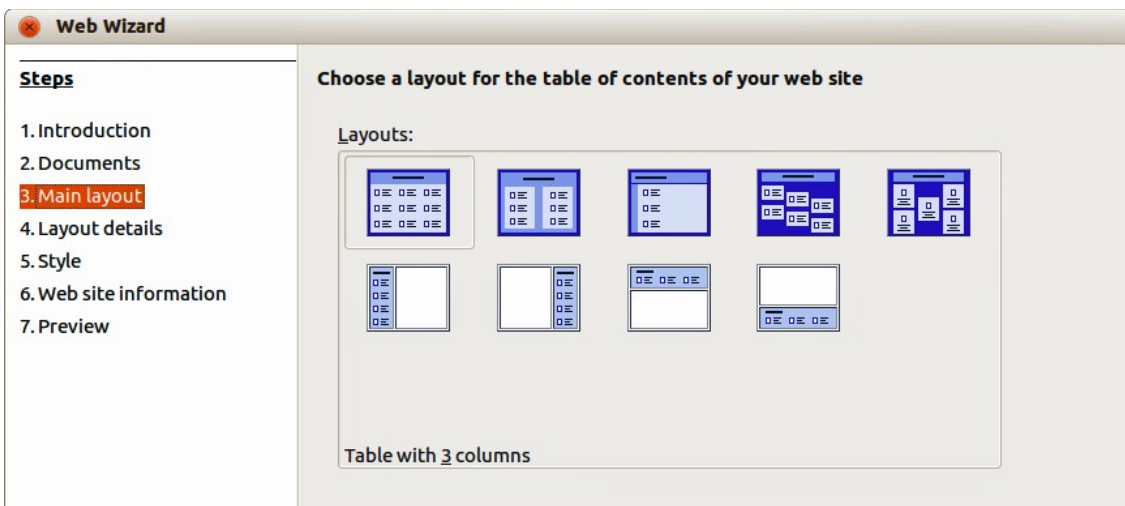 Web Wizard
Steps
1. Introduction
2. Documents
3. Main layout
4. Layout details
5. Style
6. Web site information
7. Preview
Choose a layout for the table of contents of your web site
Layouts:
Table with 3 columns